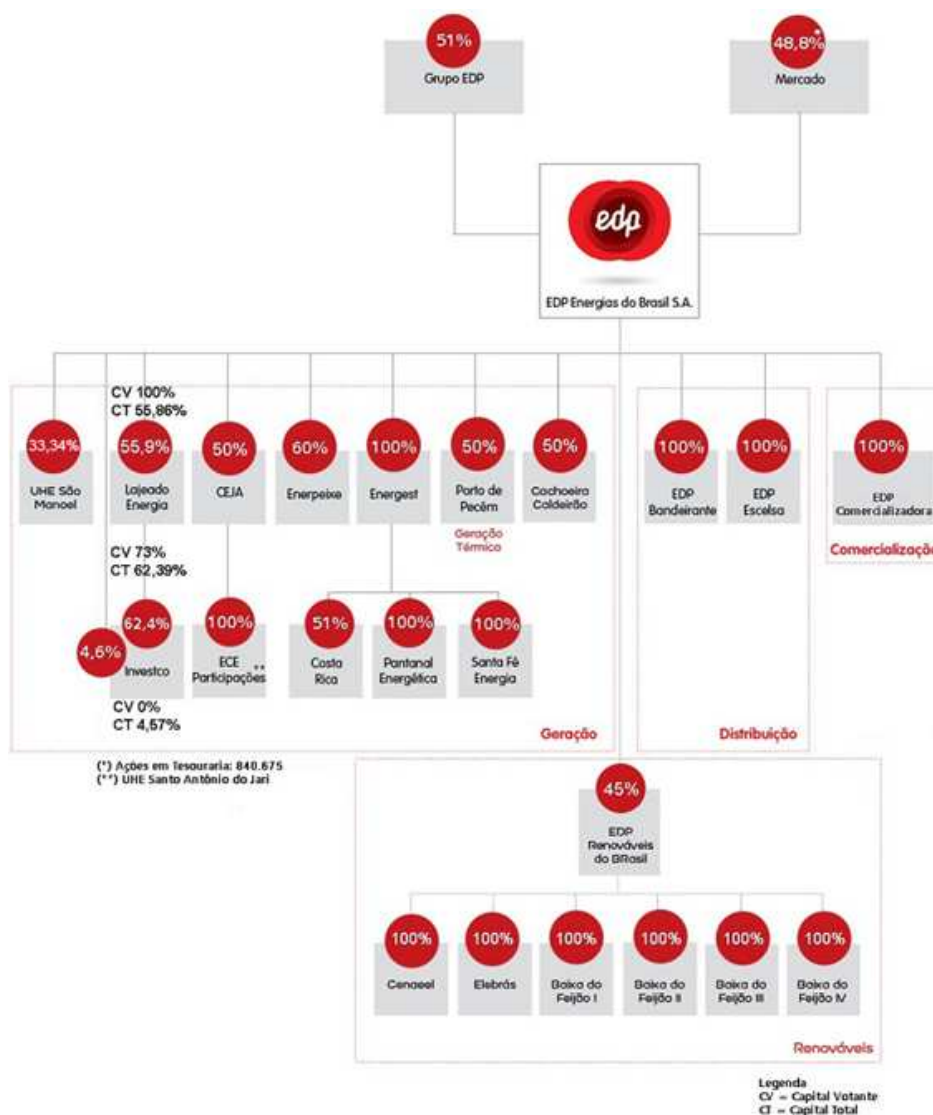 51%
Grupo EDP
48,8%*
Mercado
edp
EDP Energias do Brasil S.A.
CV 100%
CT 55,86%
33,34%
UHE São
Manoel
55,9%
Lajeado
Energia
50%
CEJA
60%
Enerpeixe
100%
Energest
50%
Porto de
Pecém
Geração
Térmica
50%
Cachoeira
Caldeirão
100%
EDP
Bandeirante
100%
EDP
Escelsa
100%
EDP
Comercializadora
Comercialização
CV 73%
CT 62,39%
4,6%
62,4%
Investco
CV 0%
CT 4,57%
100%
ECE
Participações**
51%
Costa
Rica
100%
Pantanal
Energética
100%
Santa Fé
Energia
Geração
Distribuição
(*) Ações em Tesouraria: 840.675
(**) UHE Santo Antônio do Jari
45%
EDP
Renováveis
do BRasil
100%
Cenaeel
100%
Elebrás
100%
Baixa do
Feijão I
100%
Baixa do
Feijão II
100%
Baixa do
Feijão III
100%
Baixa do
Feijão IV
Renováveis
Legenda
CV = Capital Votante
CT = Capital Total